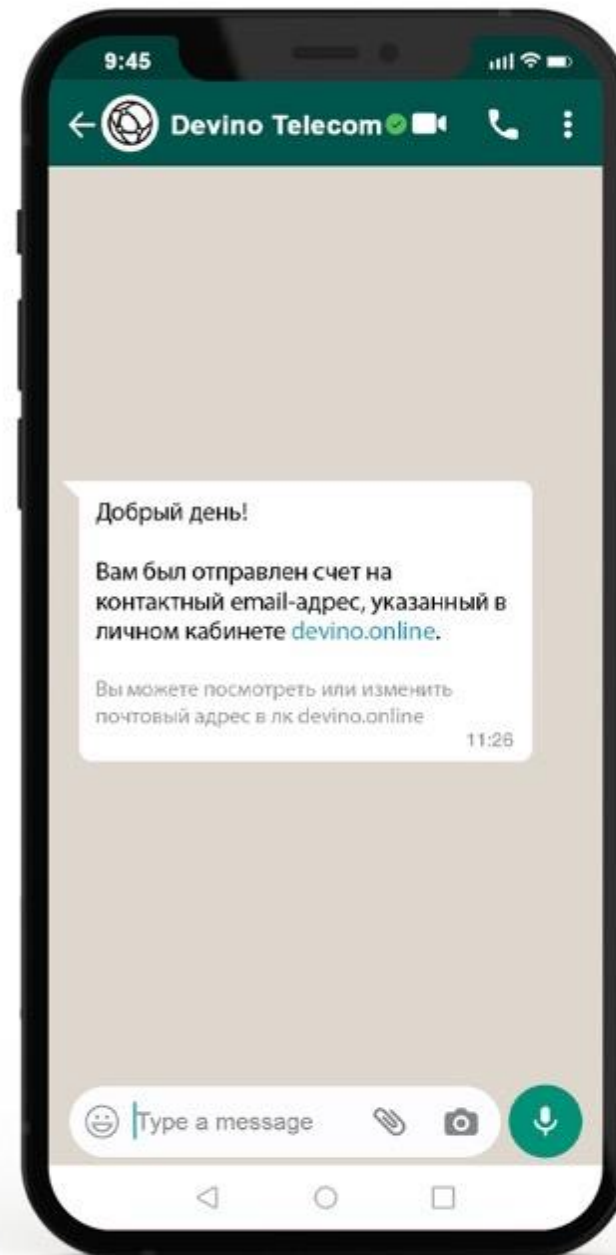 9:45
Devino Telecom
Добрый день!
Вам был отправлен счет на
контактный email-адрес, указанный в
личном кабинете devino.online.
Вы можете посмотреть или изменить
почтовый адрес в лк devino.online
11:26
Type a message